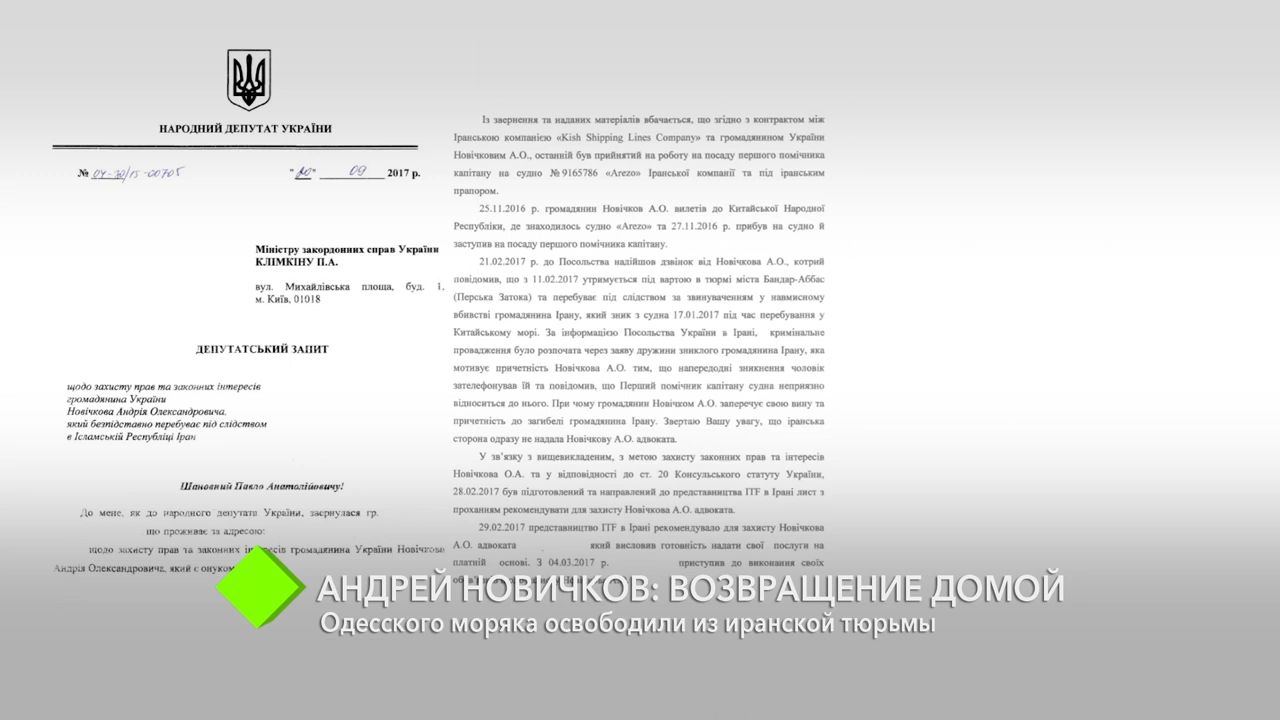 НАРОДНИЙ ДЕПУТАТ УКРАЇНИ
№ 04-30/15-00705 "20" 09 2017 р.
Міністру закордонних справ України
КЛІМКІНУ П.А.
вул. Михайлівська площа, буд. 1,
м. Київ, 01018
ДЕПУТАТСЬКИЙ ЗАПИТ
щодо захисту прав та законних інтересів
громадянина України
Новічкова Андрія Олександровича,
який безпідставно перебуває під слідством
в Ісламській Республіці Іран
Шановний Павло Анатолійовичу!
До мене, як до народного депутата України, звернулася гр.
що проживає за адресою:
щодо захисту прав та законних інтересів громадянина України Новічкова
Андрія Олександровича, який є онуком
Із звернення та наданих матеріалів вбачається, що згідно з контрактом між
Іранською компанією «Kish Shipping Lines Company» та громадянином України
Новічковим А.О., останній був прийнятий на роботу на посаду першого помічника
капітану на судно №9165786 «Arezo» Іранської компанії та під іранським
прапором.
25.11.2016 р. громадянин Новічков А.О. вилетів до Китайської Народної
Республіки, де знаходилось судно «Arezo» та 27.11.2016 р. прибув на судно й
заступив на посаду першого помічника капітану.
21.02.2017 р. до Посольства надійшов дзвінок від Новічкова А.О., котрий
повідомив, що з 11.02.2017 утримується під вартою в тюрмі міста Бандар-Аббас
(Перська Затока) та перебуває під слідством за звинуваченням у навмисному
вбивстві громадянина Ірану, який зник з судна 17.01.2017 під час перебування у
Китайському морі. За інформацією Посольства України в Ірані, кримінальне
провадження було розпочата через заяву дружини зниклого громадянина Ірану, яка
мотивує причетність Новічкова А.О. тим, що напередодні зникнення чоловік
зателефонував їй та повідомив, що Перший помічник капітану судна неприязно
відноситься до нього. При чому громадянин Новічком А.О. заперечує свою вину та
причетність до загибелі громадянина Ірану. Звертаю Вашу увагу, що іранська
сторона одразу не надала Новічкову А.О. адвоката.
У зв’язку з вищевикладеним, з метою захисту законних прав та інтересів
Новічкова О.А. та у відповідності до ст. 20 Консульського статуту України,
28.02.2017 був підготовлений та направлений до представництва ITF в Ірані лист з
проханням рекомендувати для захисту Новічкова А.О. адвоката.
29.02.2017 представництво ITF в Ірані рекомендувало для захисту Новічкова
А.О. адвоката який висловив готовність надати свої послуги на
платній основі. З 04.03.2017 р. приступив до виконання своїх
АНДРЕЙ НОВИЧКОВ: ВОЗВРАЩЕНИЕ ДОМОЙ
Одесского моряка освободили из иранской тюрьмы